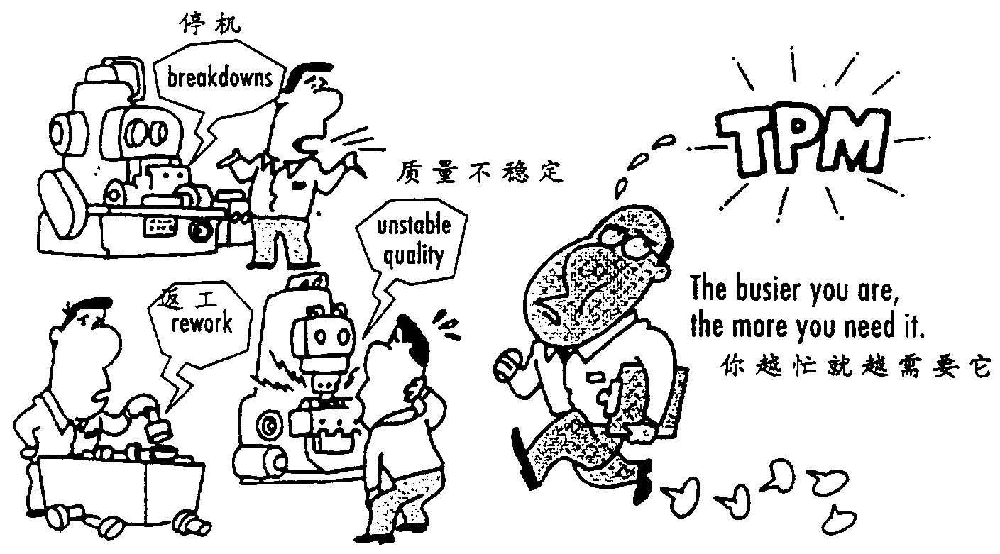 停机
breakdowns
质量不稳定
unstable
quality
返工
rework
TPM
The busier you are,
the more you need it.
你越忙就越需要它